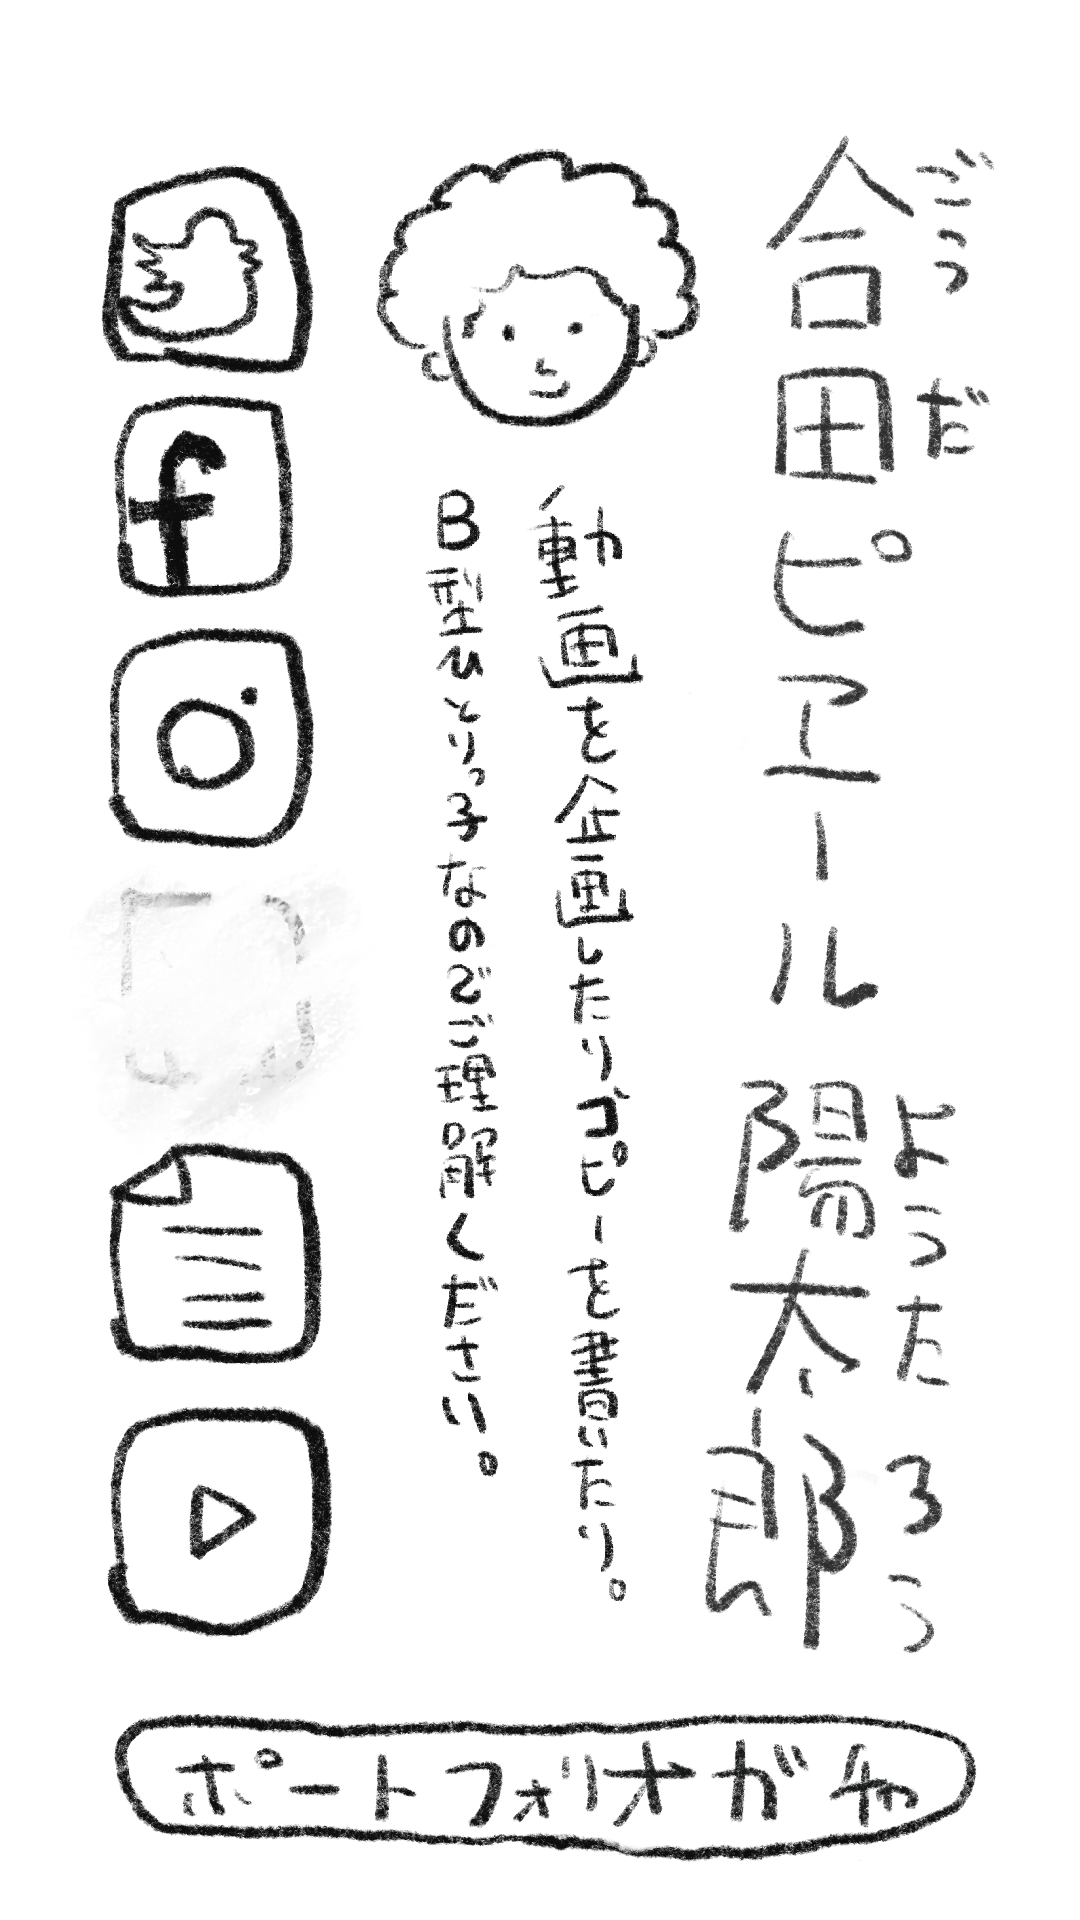 ごうだ
合田ピエール
ようたろう
陽太郎
動画を企画したりコピーを書いたり。
B型ひとりっ子なのでご理解ください。
f
ポートフォリオガチャ